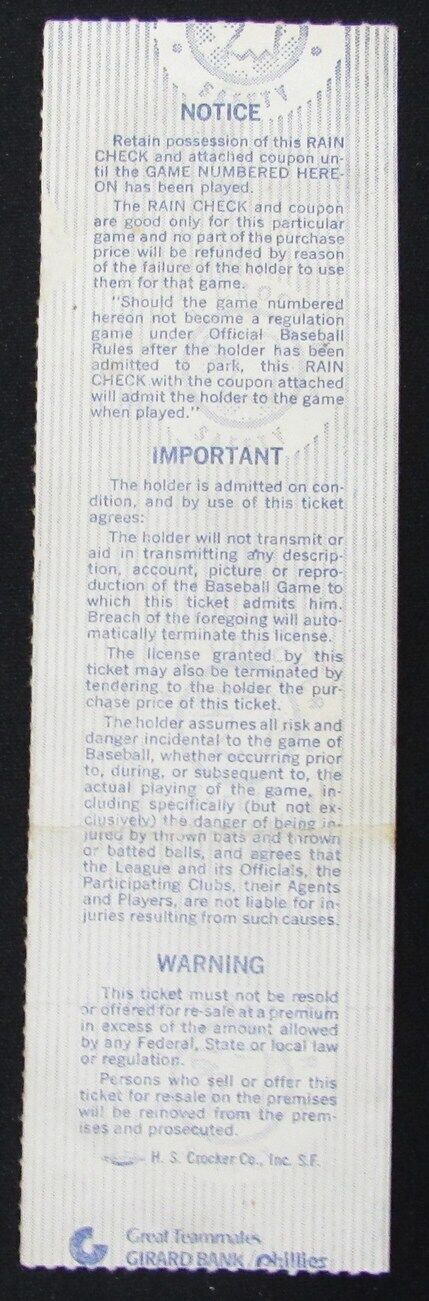 SAFETY
NOTICE
Retain possession of this RAIN
CHECK and attached coupon un-
til the GAME NUMBERED HERE-
ON has been played.
The RAIN CHECK and coupon
are good only for this particular
game and no part of the purchase
price will be refunded by reason
of the failure of the holder to use
them for that game.
"Should the game numbered
hereon not become a regulation
game under Official Baseball
Rules after the holder has been
admitted to park, this RAIN
CHECK with the coupon attached
will admit the holder to the game
when played."
SAFETY
IMPORTANT
The holder is admitted on con-
dition, and by use of this ticket
agrees:
The holder will not transmit or
aid in transmitting any descrip-
tion, account, picture or repro-
duction of the Baseball Game to
which this ticket admits him.
Breach of the foregoing will auto-
matically terminate this license.
The license granted by this
ticket may also be terminated by
tendering to the holder the pur-
chase price of this ticket.
The holder assumes all risk and
danger incidental to the game of
Baseball, whether occurring prior
to, during, or subsequent to, the
actual playing of the game, in-
cluding specifically (but not ex-
clusively) the danger of being in-
jured by thrown bats and thrown
or batted balls, and agrees that
the League and its Officials, the
Participating Clubs, their Agents
and Players, are not liable for in-
juries resulting from such causes.
WARNING
This ticket must not be resold
or offered for re-sale at a premium
in excess of the amount allowed
by any Federal, State or local law
or regulation.
Persons who sell or offer this
ticket for re-sale on the premises
will be removed from the prem-
ises and prosecuted.
H. S. Crocker Co., Inc. S.F.
Great Teammates
GIRARD BANK / Phillies